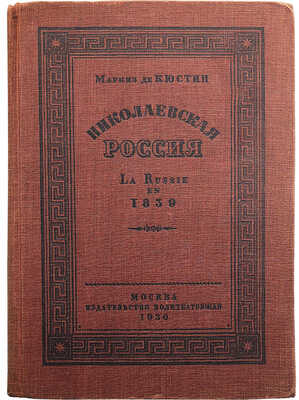 Маркиз де Кюстин
НИКОЛАЕВСКАЯ
РОССИЯ
La Russie
en
1839
МОСКВА
ИЗДАТЕЛЬСТВО ПОЛИТКАТОРЖАН
1930